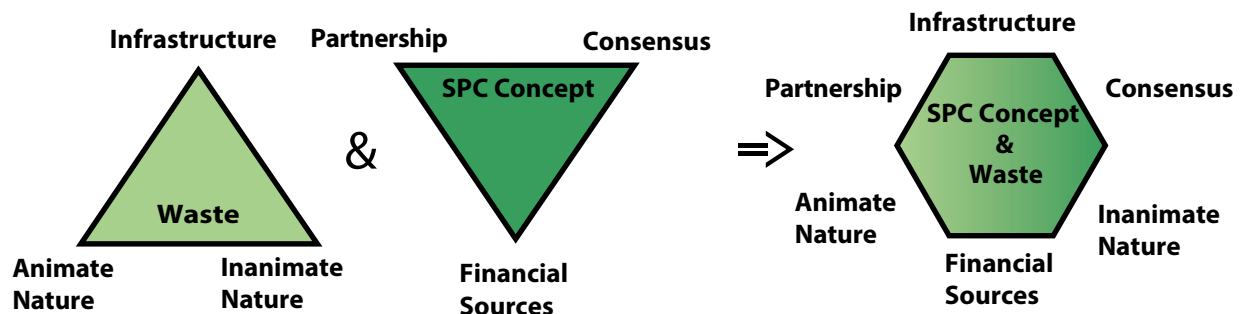 Infrastructure
Waste
Animate
Nature
Inanimate
Nature
&
Partnership
Consensus
SPC Concept
Financial
Sources
Infrastructure
Partnership
Consensus
SPC Concept
&
Waste
Animate
Nature
Inanimate
Nature
Financial
Sources